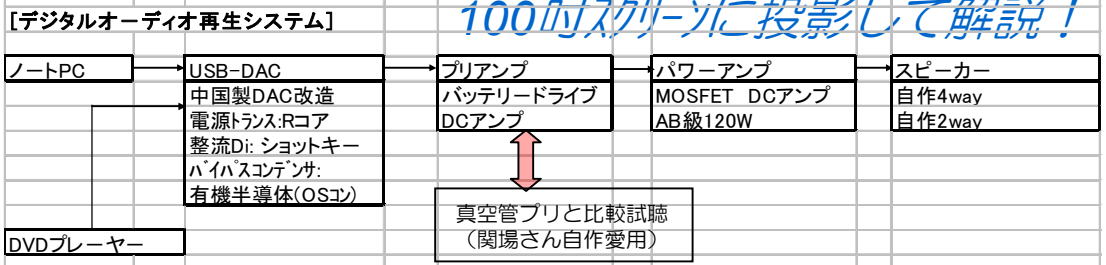 [デジタルオーディオ再生システム]
100吋スクリーンに投影して解説！
ノートPC
USB-DAC
中国製DAC改造
電源トランス:Rコア
整流Di: ショットキー
バイパスコンデンサ:
有機半導体(OSコン)
プリアンプ
バッテリードライブ
DCアンプ
パワーアンプ
MOSFET DCアンプ
AB級120W
スピーカー
自作4way
自作2way
真空管プリと比較試聴
（関場さん自作愛用）
DVDプレーヤー